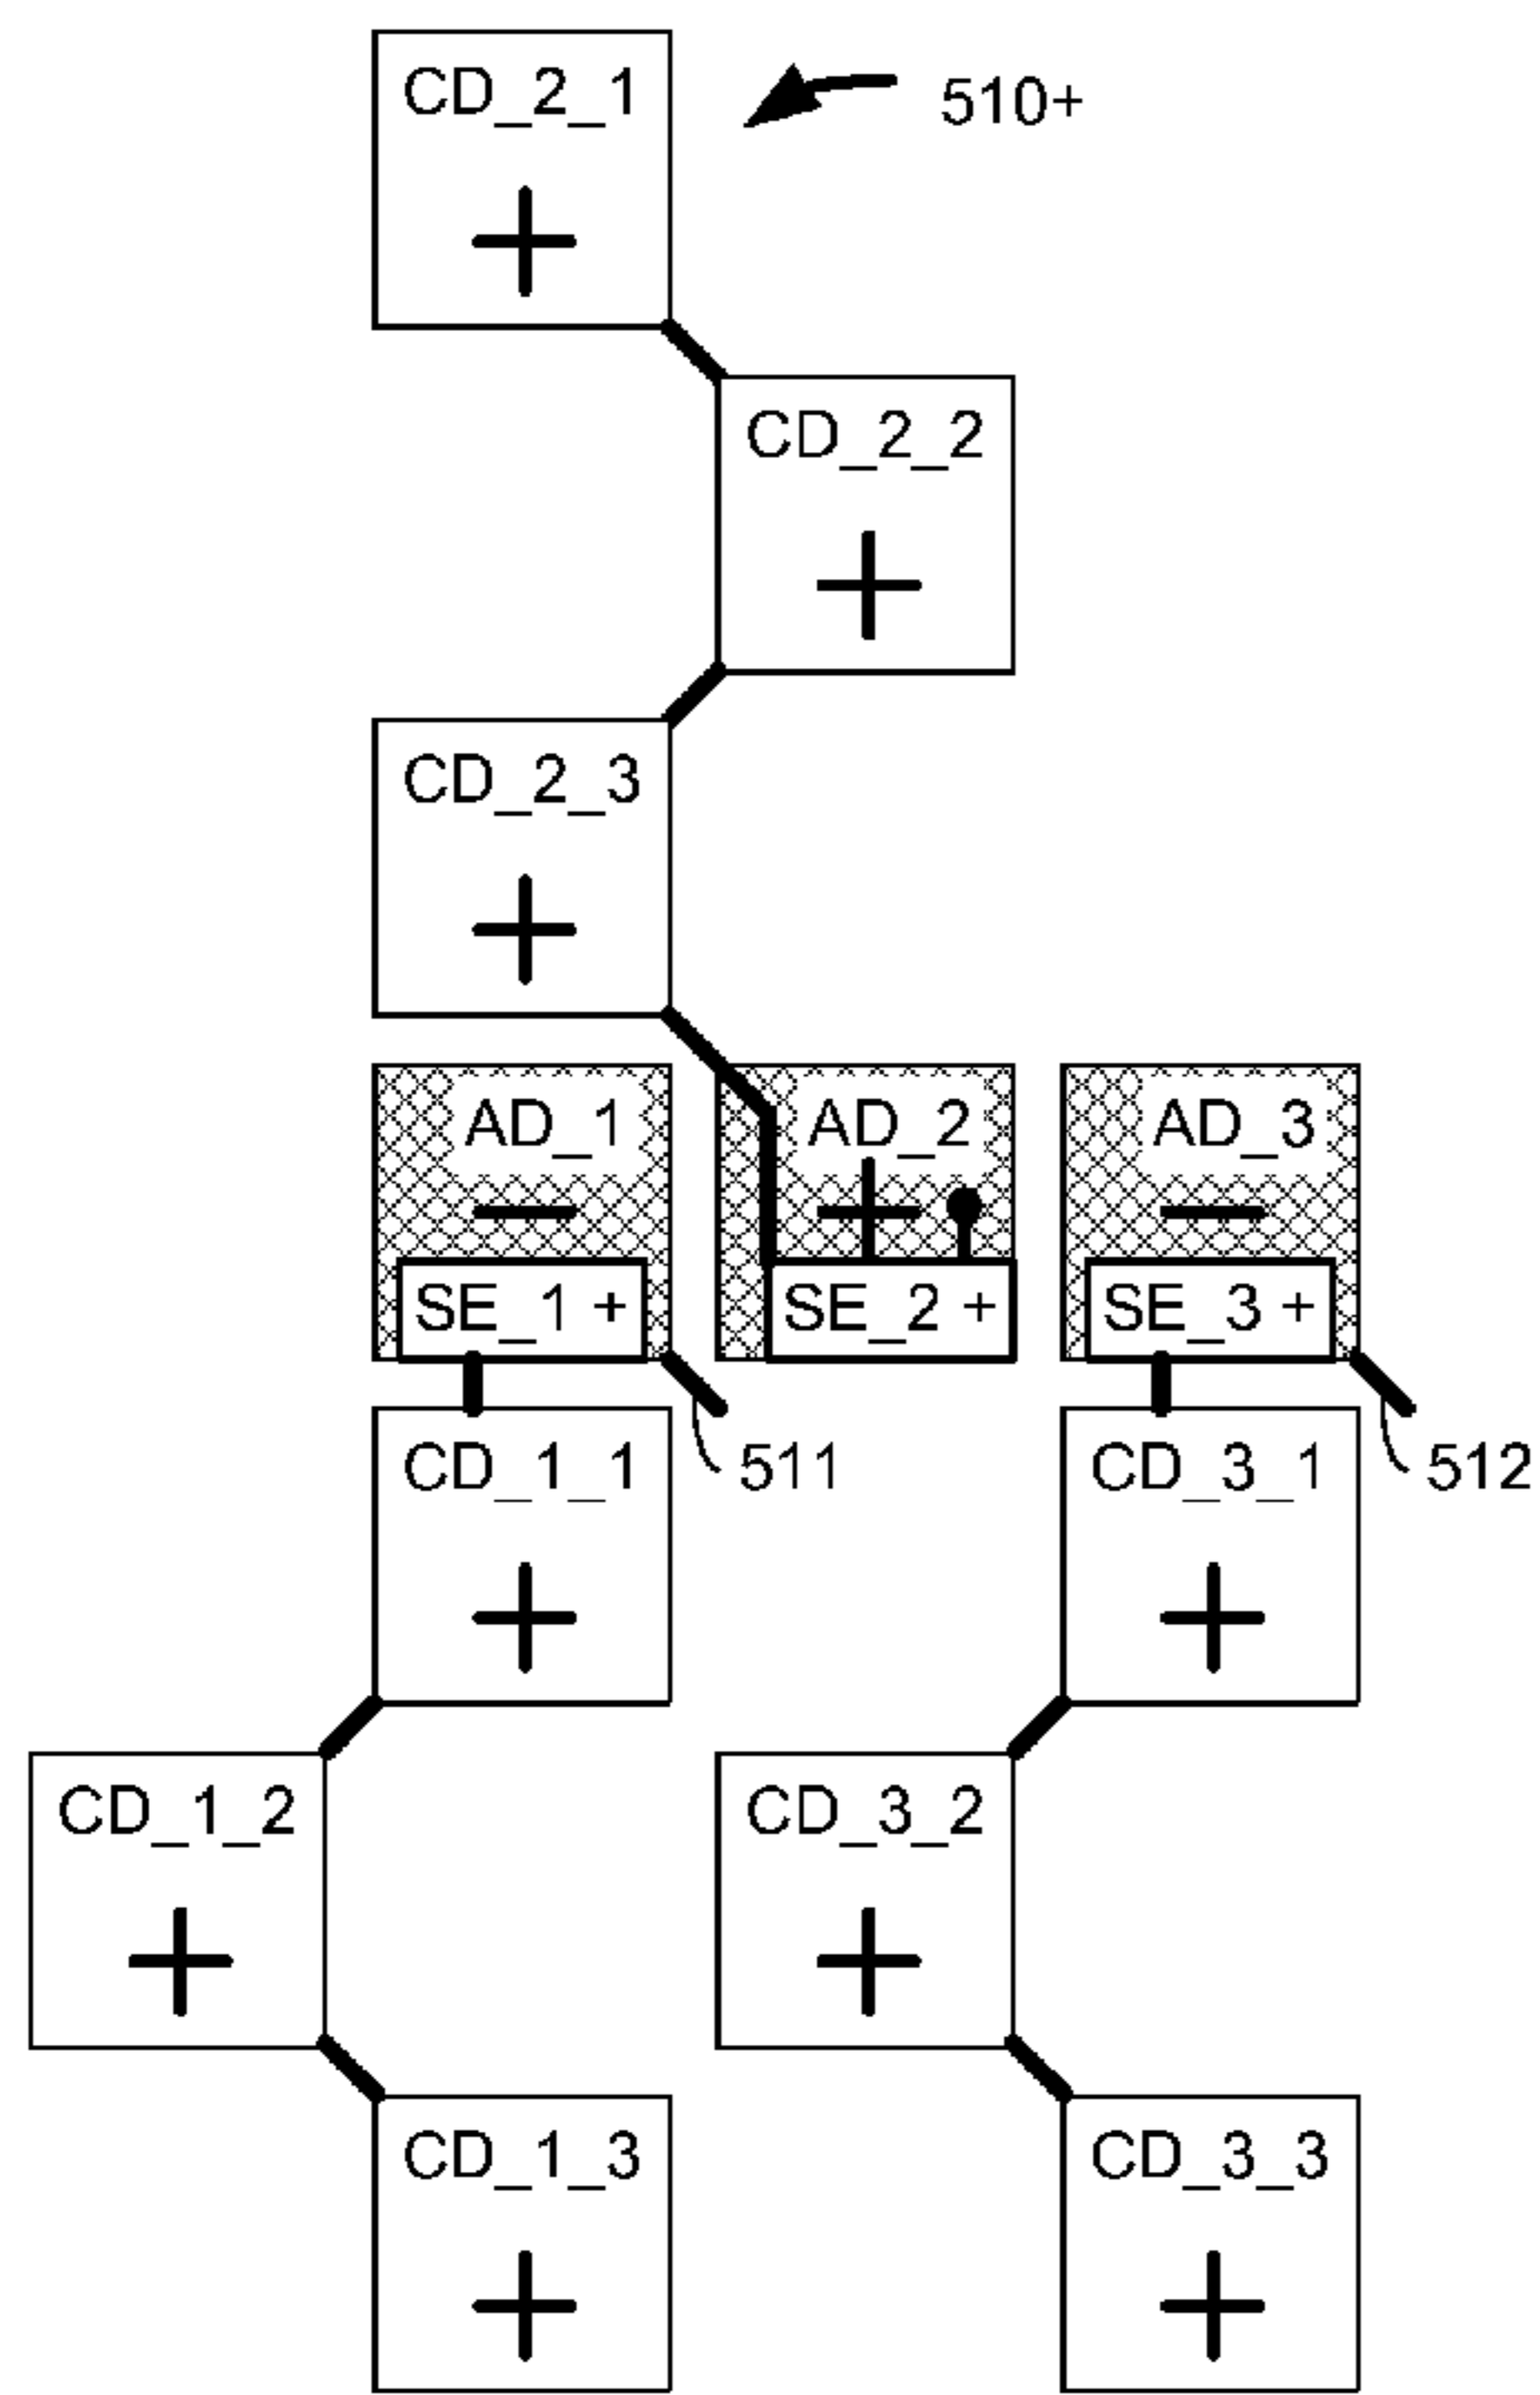 CD_2_1
510+
+
CD_2_2
+
CD_2_3
+
AD_1 AD_2 AD_3
− + −
SE_1 + SE_2 + SE_3 +
CD_1_1 511 CD_3_1 512
+ +
CD_1_2 CD_3_2
+ +
CD_1_3 CD_3_3
+ +